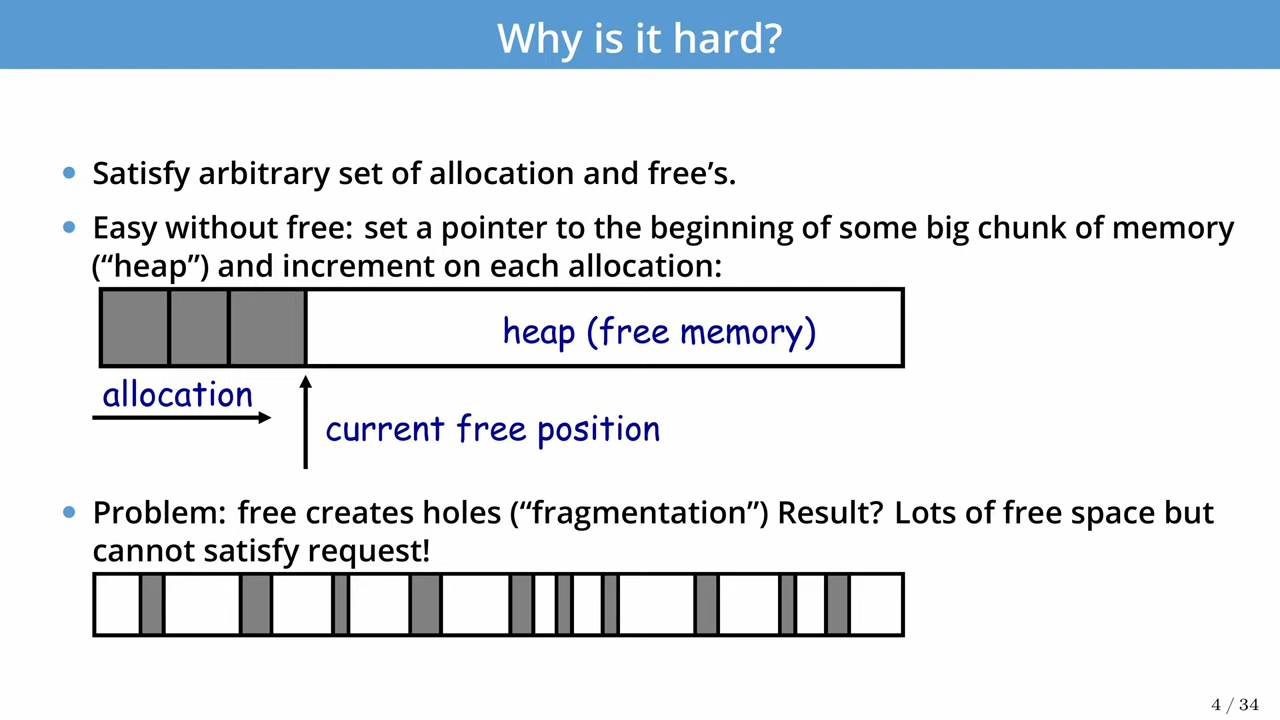 Why is it hard?
• Satisfy arbitrary set of allocation and free’s.
• Easy without free: set a pointer to the beginning of some big chunk of memory
(“heap”) and increment on each allocation:
heap (free memory)
allocation
current free position
• Problem: free creates holes (“fragmentation”) Result? Lots of free space but
cannot satisfy request!
4 / 34